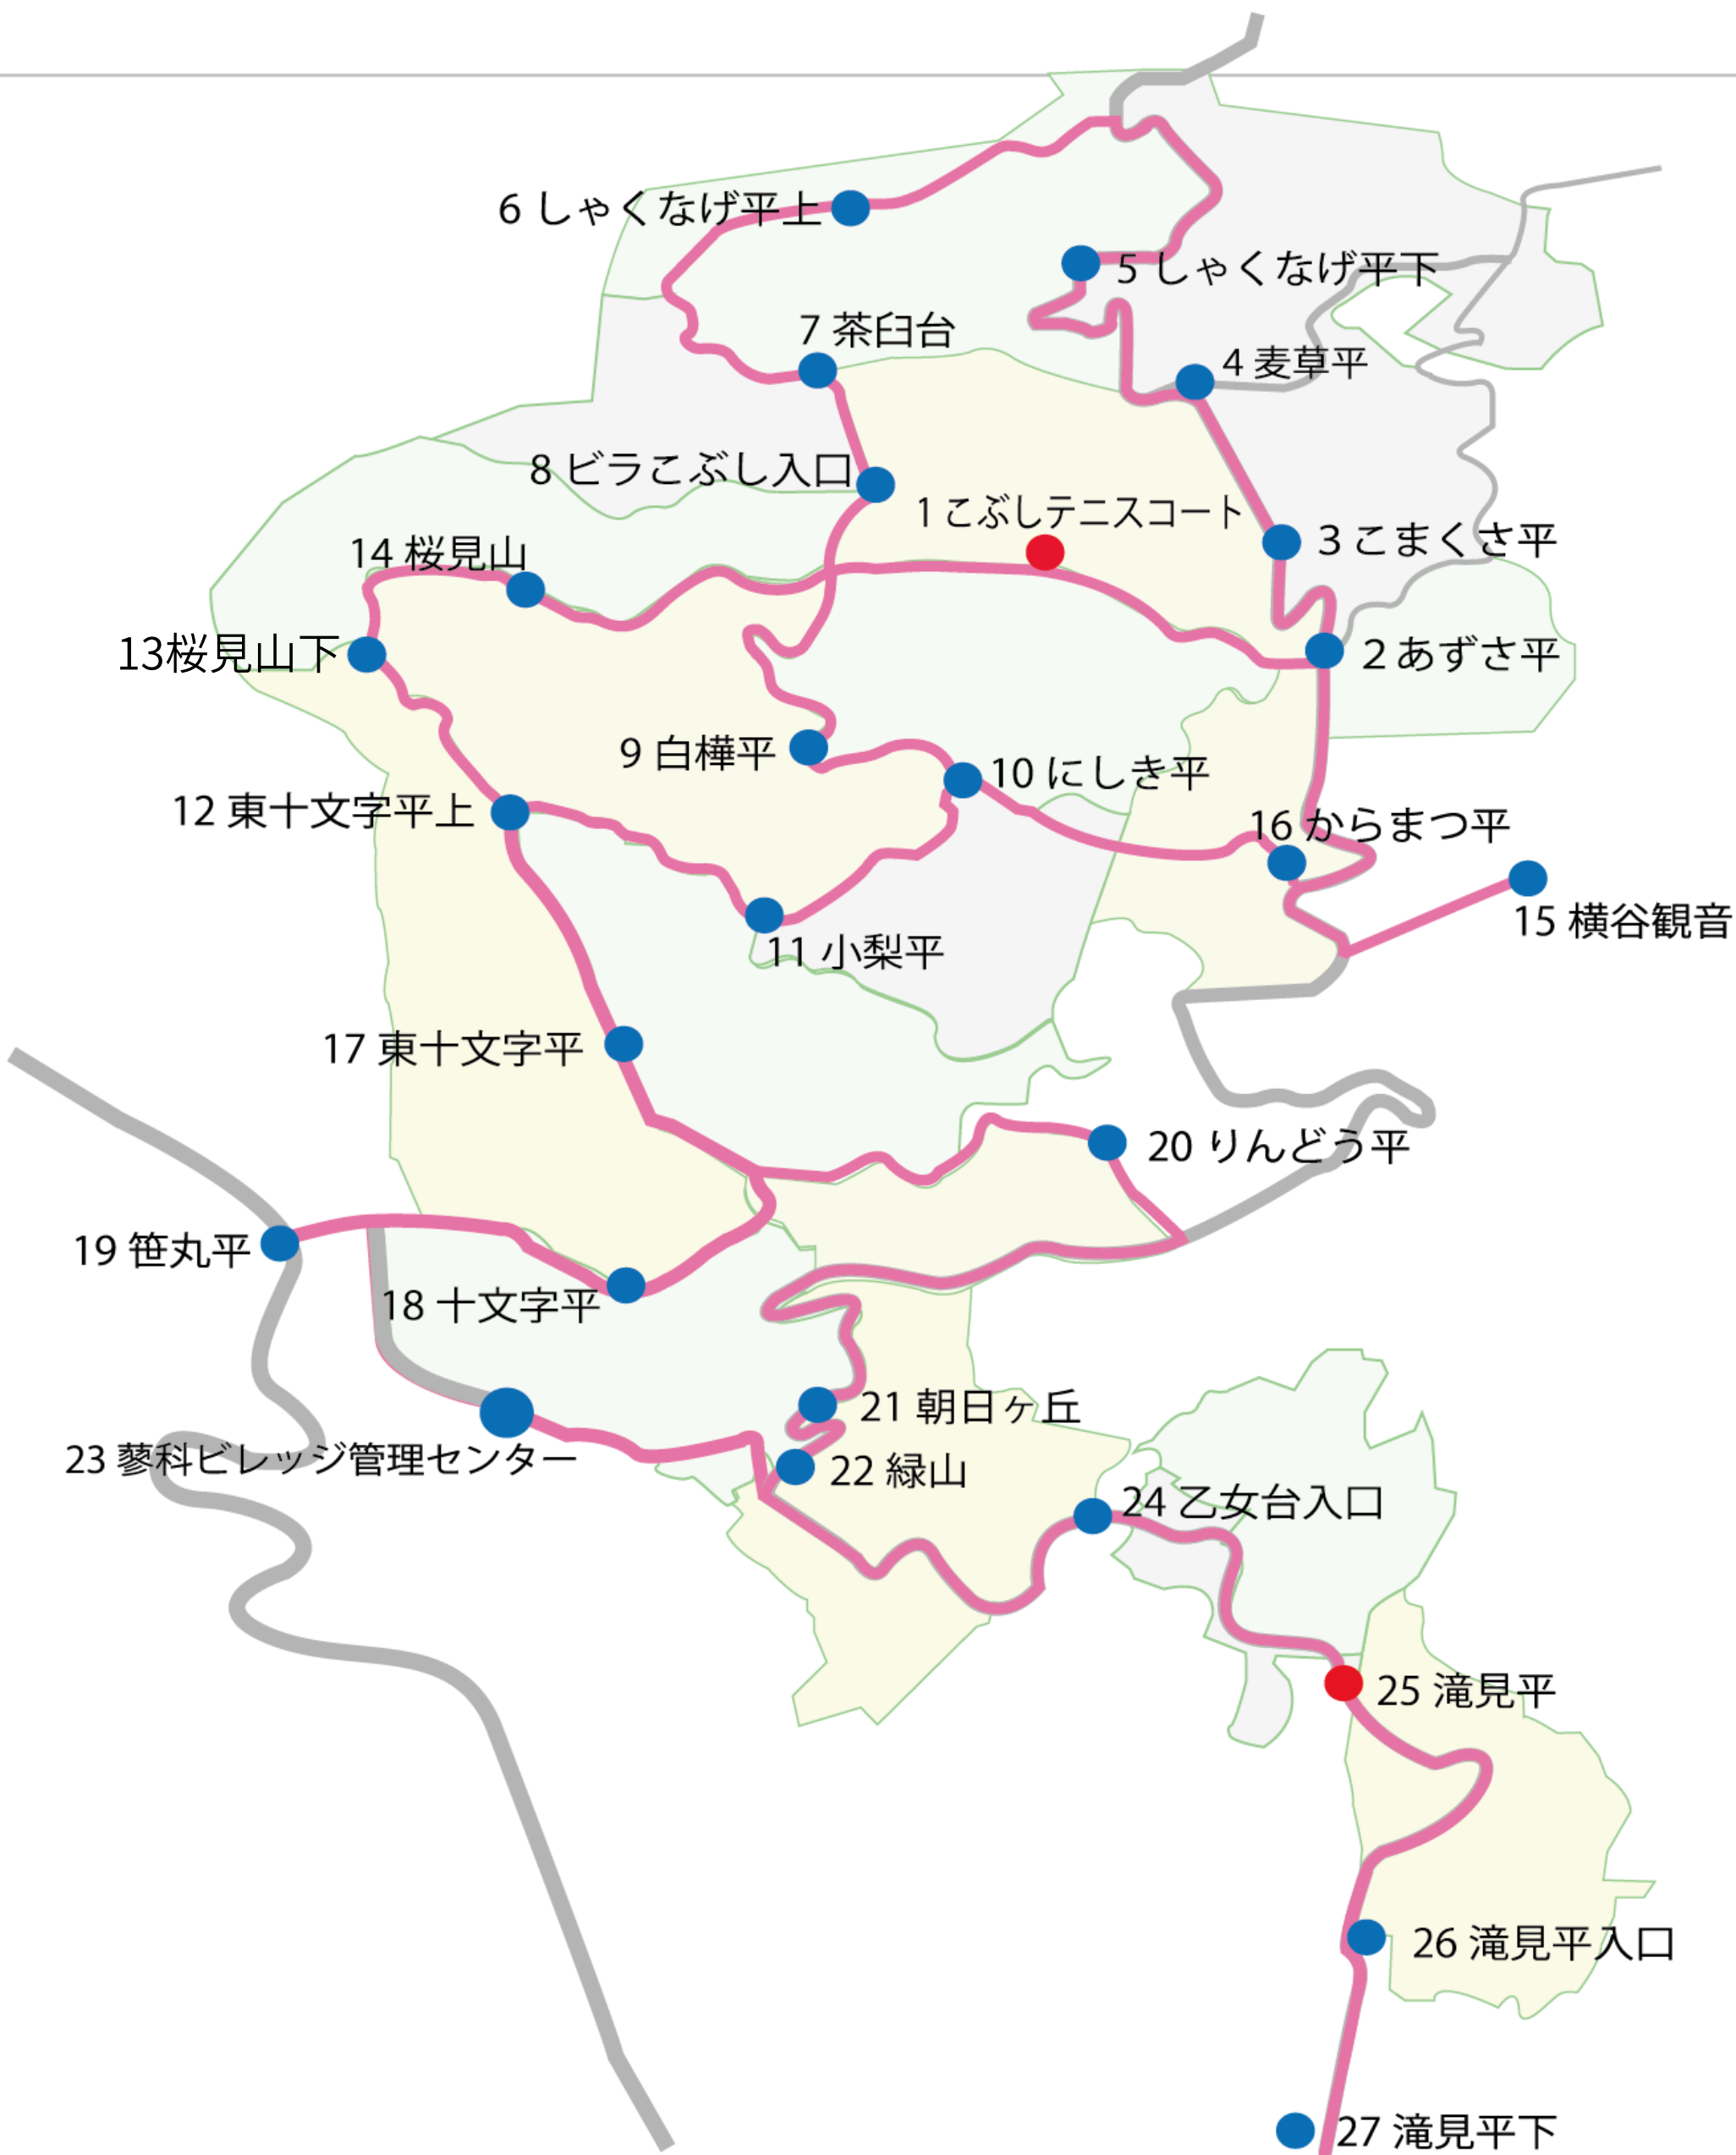 6 しゃくなげ平上
5 しゃくなげ平下
7 茶臼台
4 麦草平
8 ビラこぶし入口
1 こぶしテニスコート
3 こまくさ平
14 桜見山
13桜見山下
2 あずさ平
9 白樺平
10 にしき平
12 東十文字平上
16 からまつ平
15 横谷観音
11 小梨平
17 東十文字平
20 りんどう平
19 笹丸平
18 十文字平
21 朝日ヶ丘
23 蓼科ビレッジ管理センター
22 緑山
24 乙女台入口
25 滝見平
26 滝見平入口
27 滝見平下